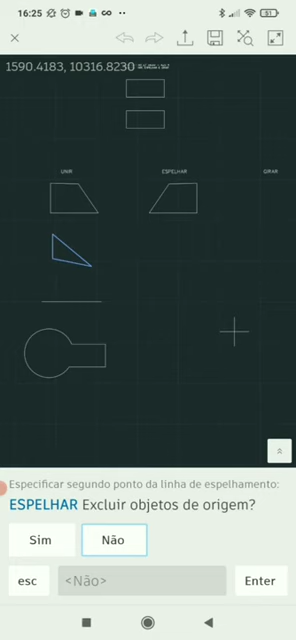 16:25
51
1590.4183, 10316.8230
UNIR
ESPELHAR
GIRAR
Especificar segundo ponto da linha de espelhamento:
ESPELHAR Excluir objetos de origem?
Sim
Não
esc
<Não>
Enter